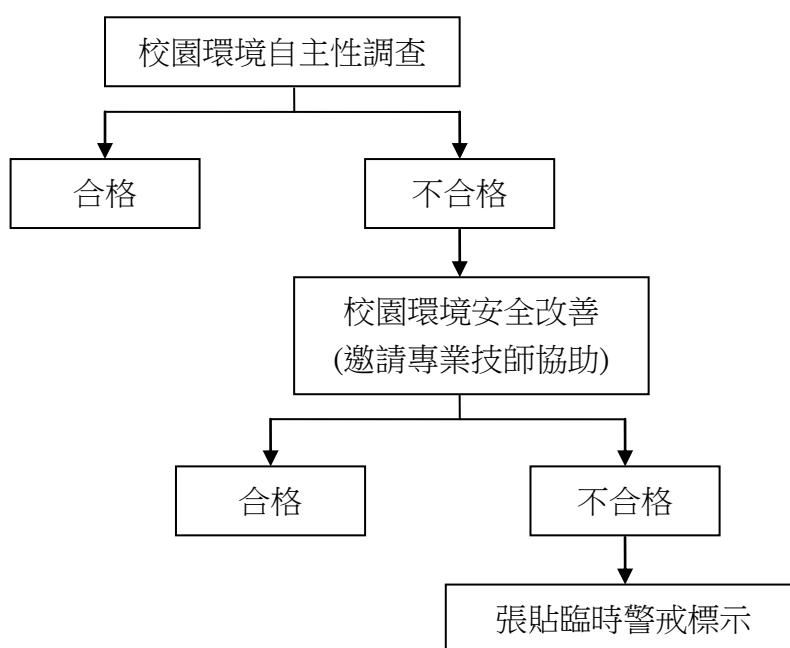 校園環境自主性調查
合格
不合格
校園環境安全改善
(邀請專業技師協助)
合格
不合格
張貼臨時警戒標示